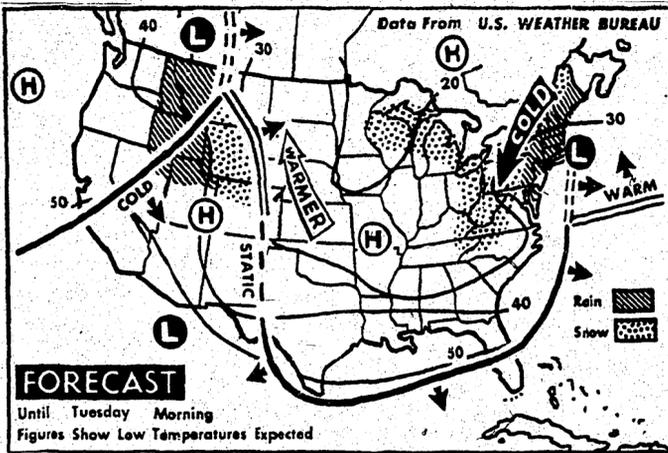 Data From U.S. WEATHER BUREAU
40
L
30
H
20
H
COLD
30
L
WARMER
50
COLD
WARM
H
H
STATIC
Rain
40
Snow
L
50
FORECAST
Until Tuesday Morning
Figures Show Low Temperatures Expected